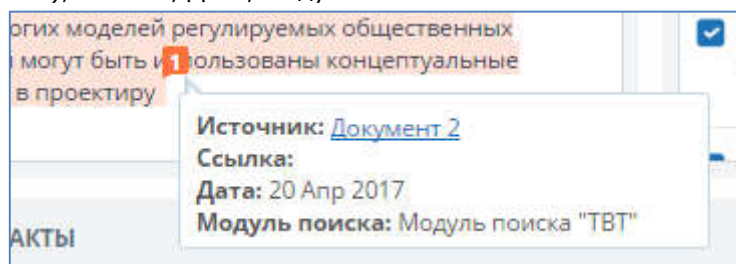 огих моделей регулируемых общественных
могут быть и 1 пользованы концептуальные
в проектиру
Источник: Документ 2
Ссылка:
Дата: 20 Апр 2017
Модуль поиска: Модуль поиска "ТВТ"
АКТЫ